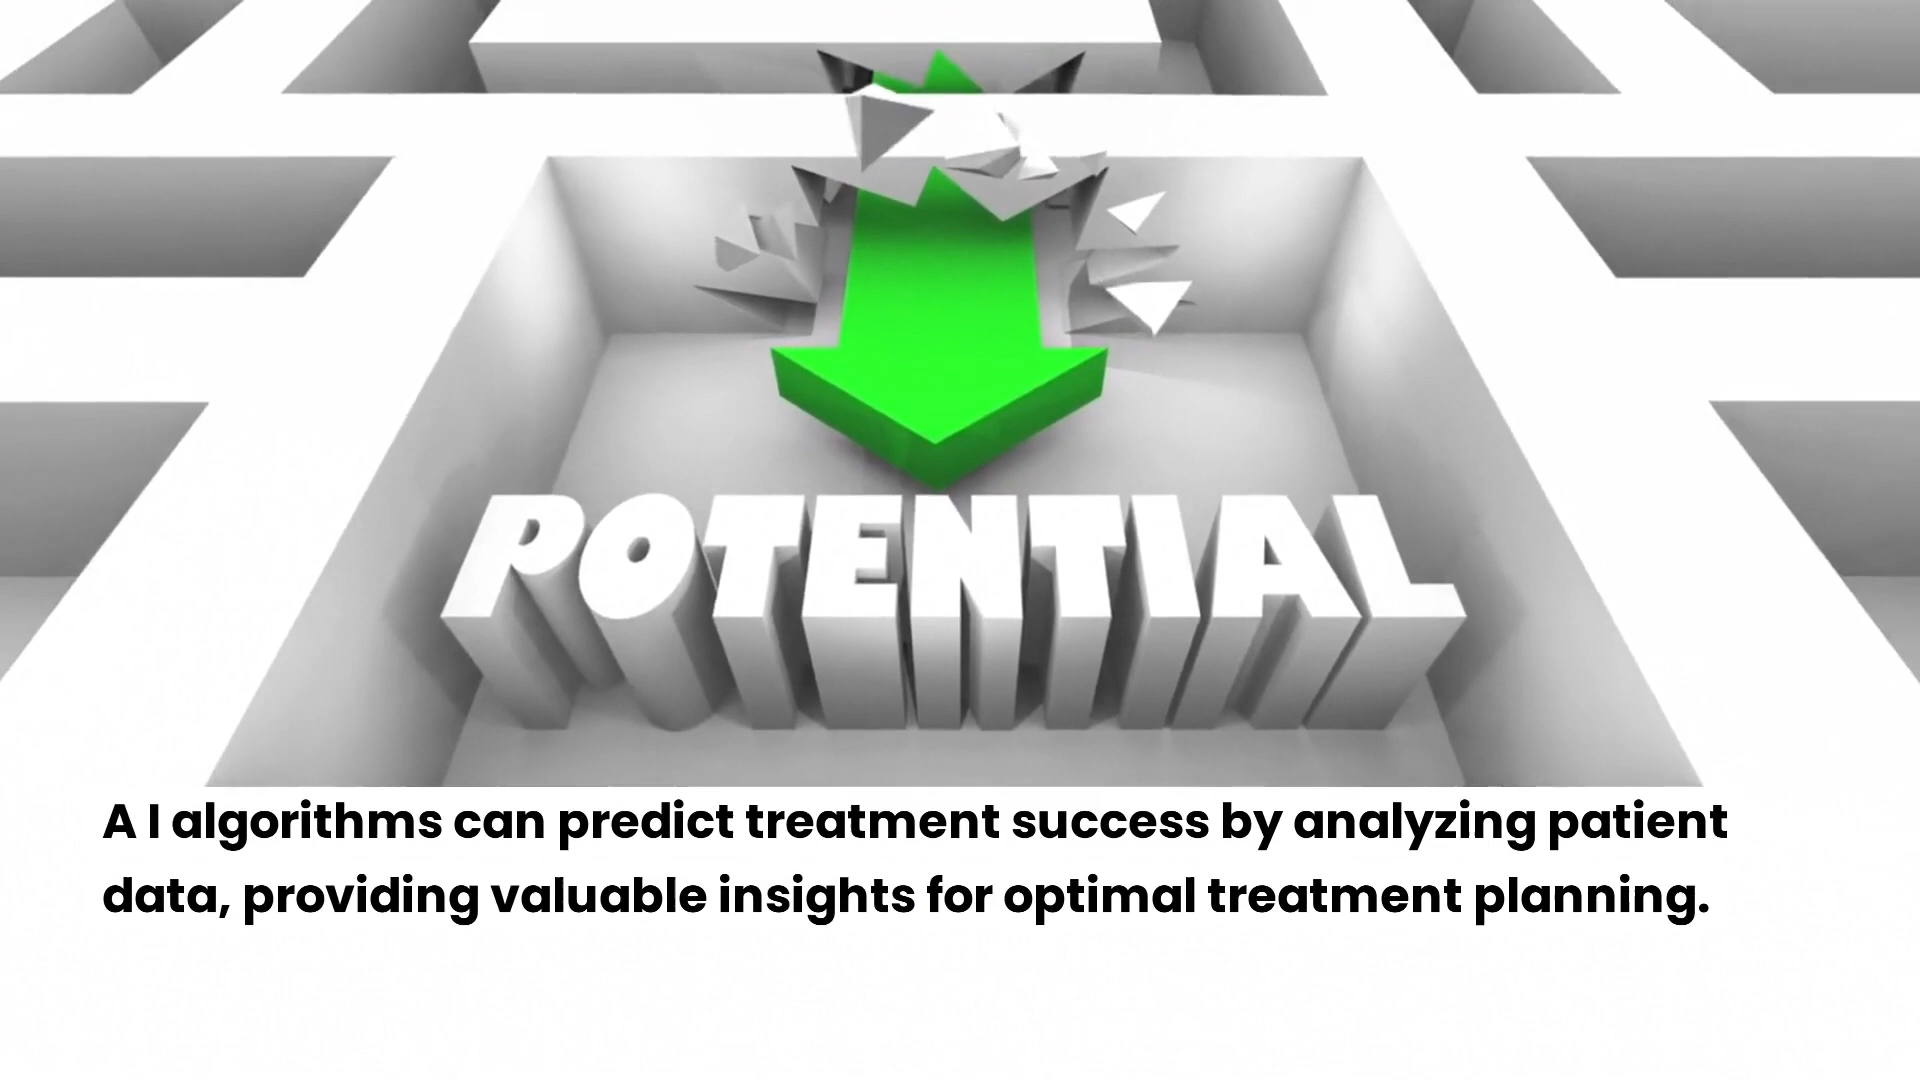 POTENTIAL
A I algorithms can predict treatment success by analyzing patient
data, providing valuable insights for optimal treatment planning.